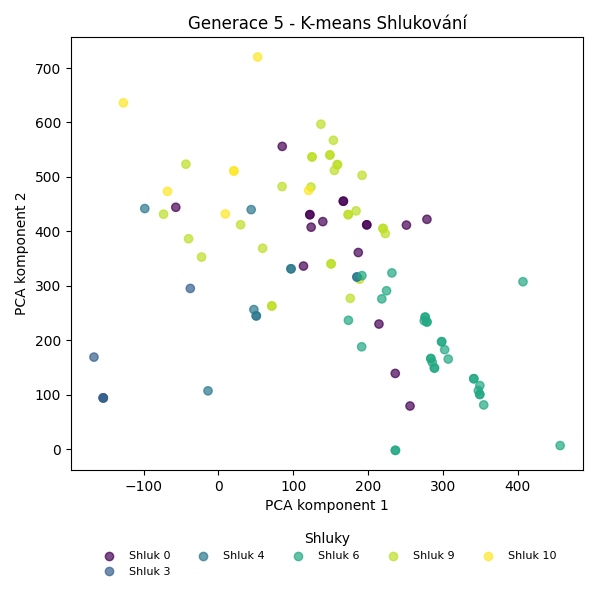 Generace 5 - K-means Shlukování
PCA komponent 2
700
600
500
400
300
200
100
0
−100
0
100
200
300
400
PCA komponent 1
Shluky
Shluk 0
Shluk 4
Shluk 6
Shluk 9
Shluk 10
Shluk 3